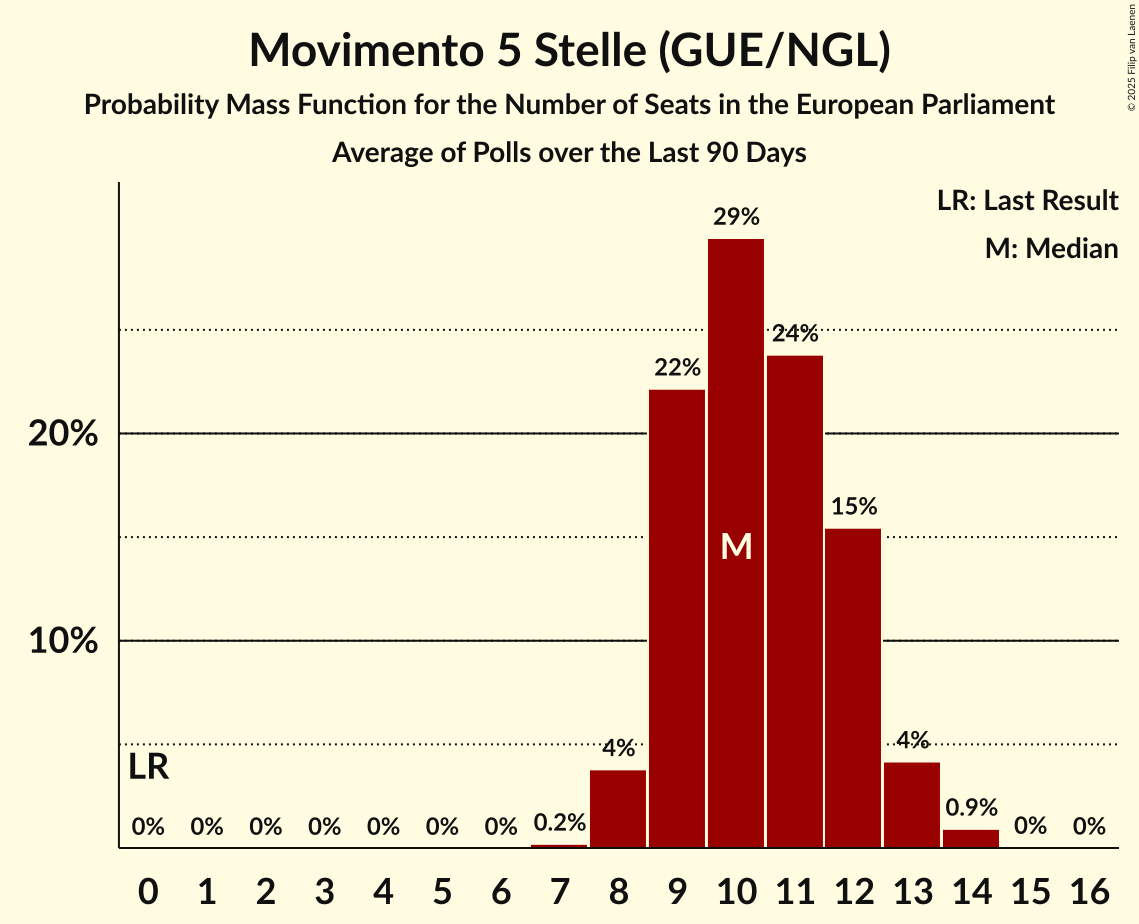 Movimento 5 Stelle (GUE/NGL)
Probability Mass Function for the Number of Seats in the European Parliament
Average of Polls over the Last 90 Days
© 2025 Filip van Laenen
LR: Last Result
M: Median
29%
24%
22%
20%
15%
M
10%
4%
4%
LR
0% 0% 0% 0% 0% 0% 0% 0.2% 0.9% 0% 0%
0 1 2 3 4 5 6 7 8 9 10 11 12 13 14 15 16